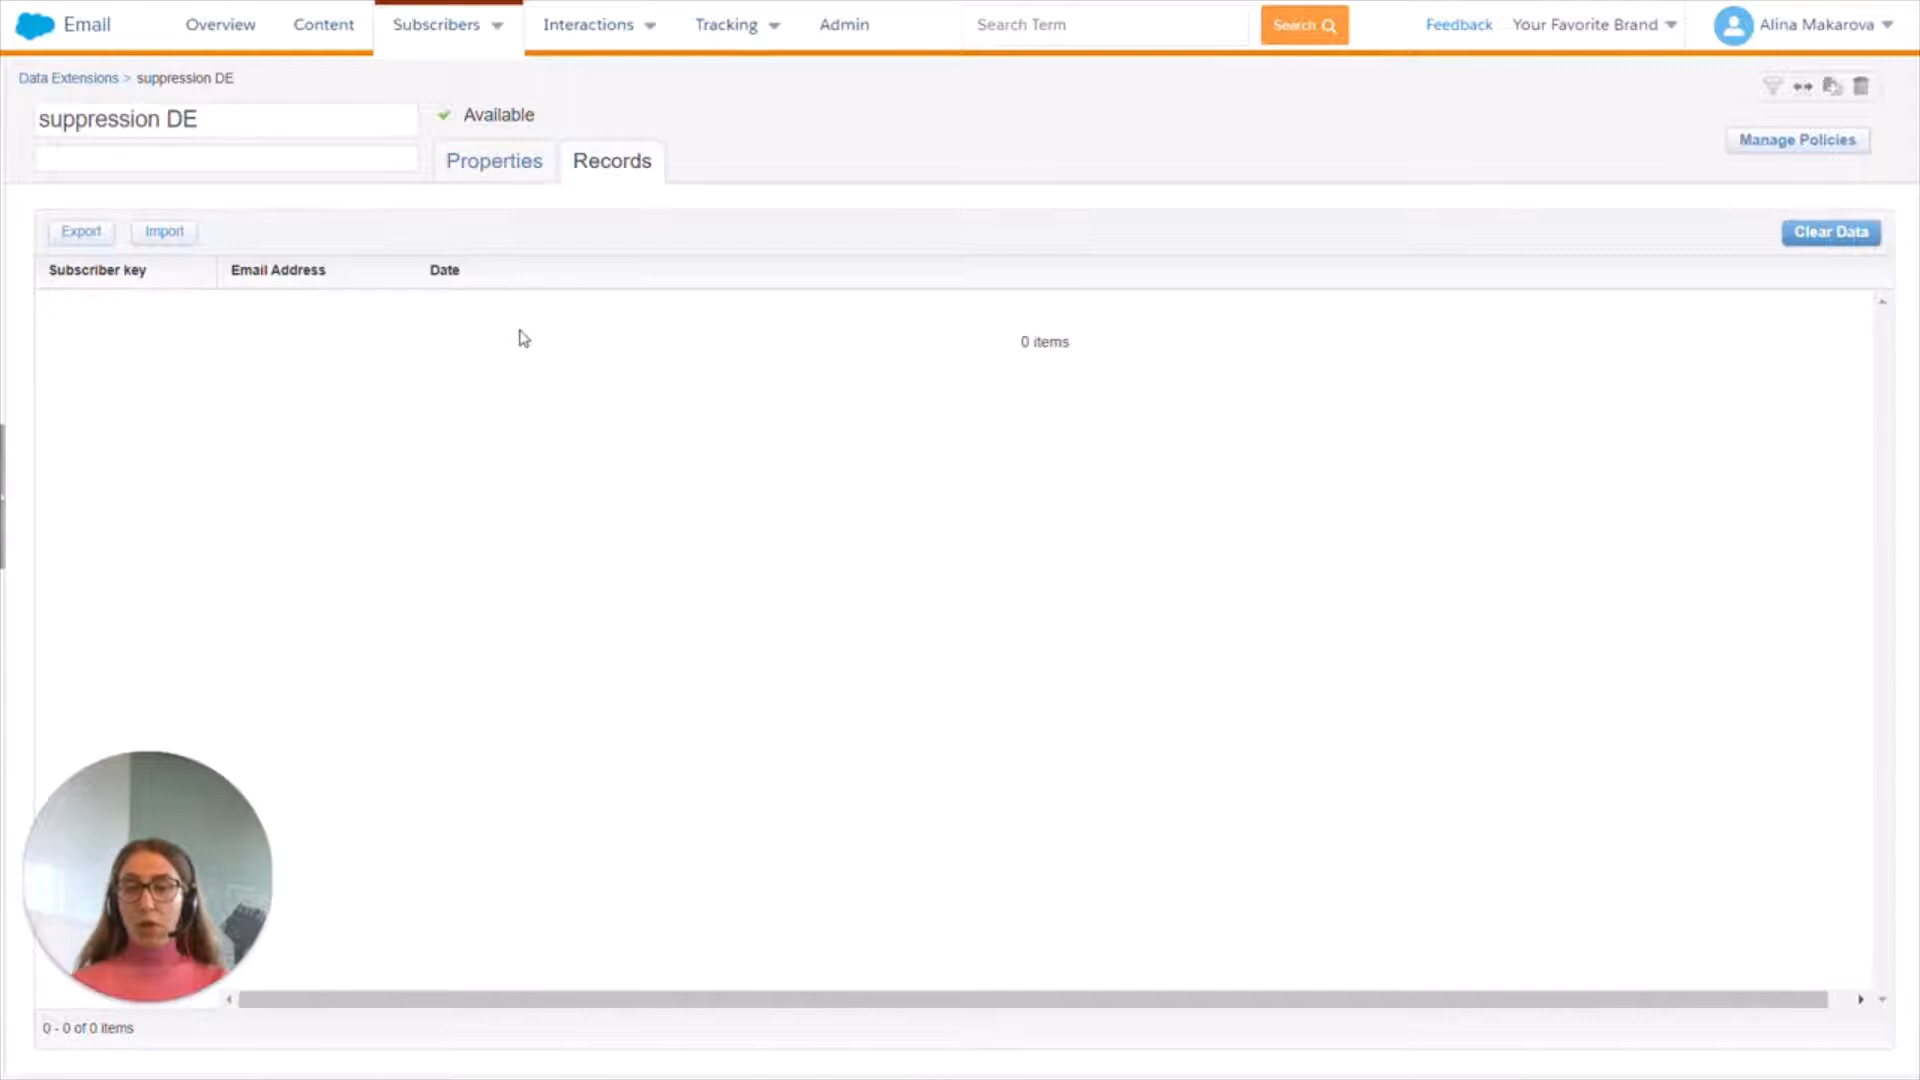 Email Overview Content Subscribers Interactions Tracking Admin Search Term Search Feedback Your Favorite Brand Alina Makarova
Data Extensions > suppression DE
suppression DE
Available
Properties Records
Manage Policies
Export Import Clear Data
Subscriber key Email Address Date
0 items
0 - 0 of 0 items